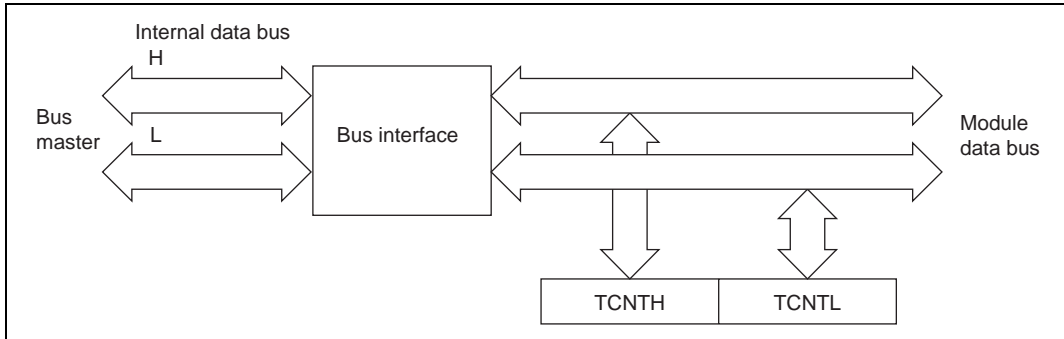 Internal data bus
H
Bus
master
L
Bus interface
Module
data bus
TCNTH
TCNTL